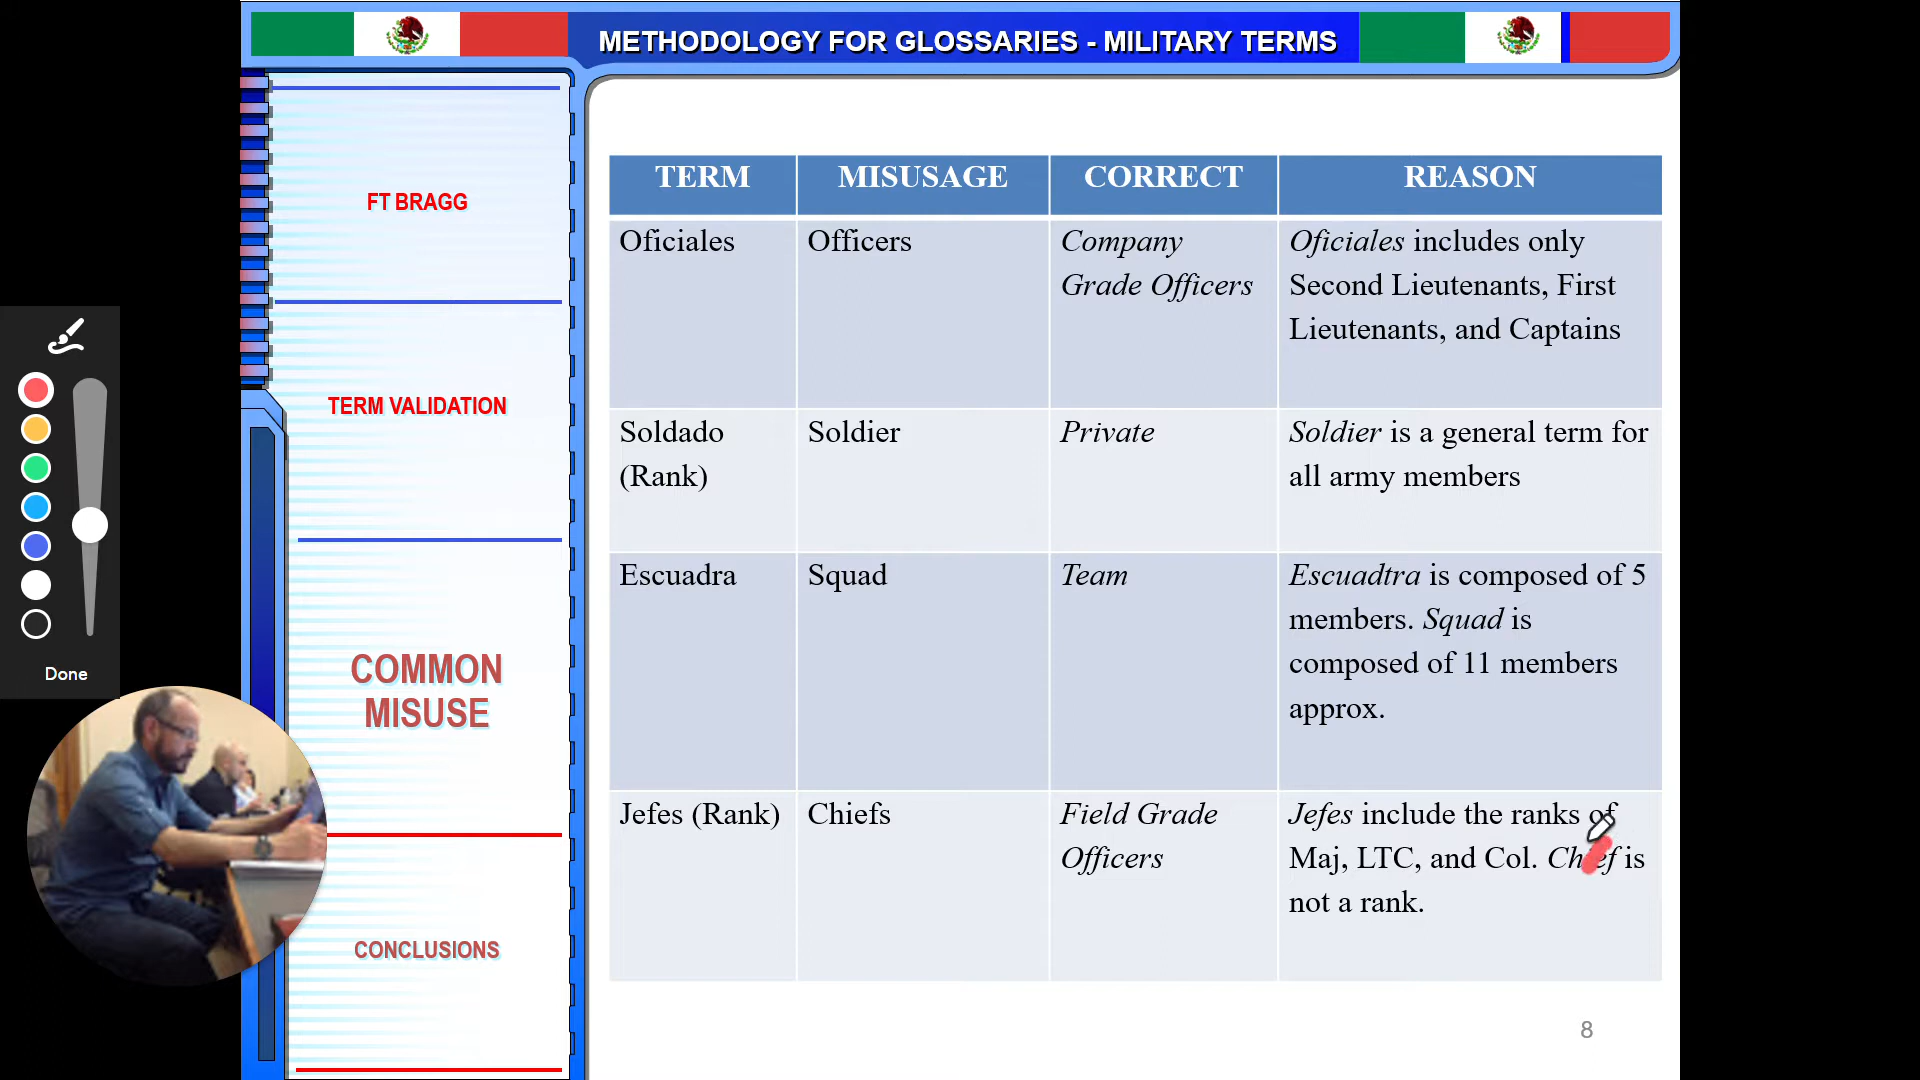 METHODOLOGY FOR GLOSSARIES - MILITARY TERMS
FT BRAGG
TERM VALIDATION
COMMON
MISUSE
CONCLUSIONS
Done
TERM MISUSAGE CORRECT REASON
Oficiales Officers Company Oficiales includes only
Grade Officers Second Lieutenants, First
Lieutenants, and Captains
Soldado Soldier Private Soldier is a general term for
(Rank) all army members
Escuadra Squad Team Escuadtra is composed of 5
members. Squad is
composed of 11 members
approx.
Jefes (Rank) Chiefs Field Grade Jefes include the ranks of
Officers Maj, LTC, and Col. Chief is
not a rank.
8